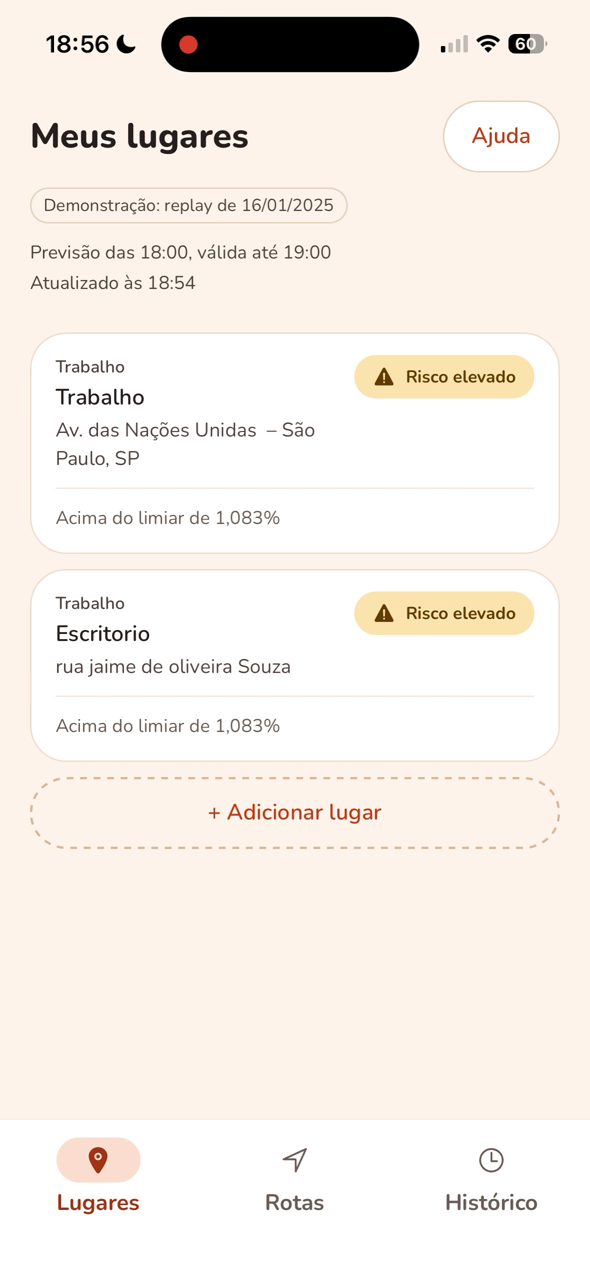 18:56
60
Meus lugares
Ajuda
Demonstração: replay de 16/01/2025
Previsão das 18:00, válida até 19:00
Atualizado às 18:54
Trabalho
Risco elevado
Trabalho
Av. das Nações Unidas – São
Paulo, SP
Acima do limiar de 1,083%
Trabalho
Risco elevado
Escritorio
rua jaime de oliveira Souza
Acima do limiar de 1,083%
+ Adicionar lugar
Lugares
Rotas
Histórico